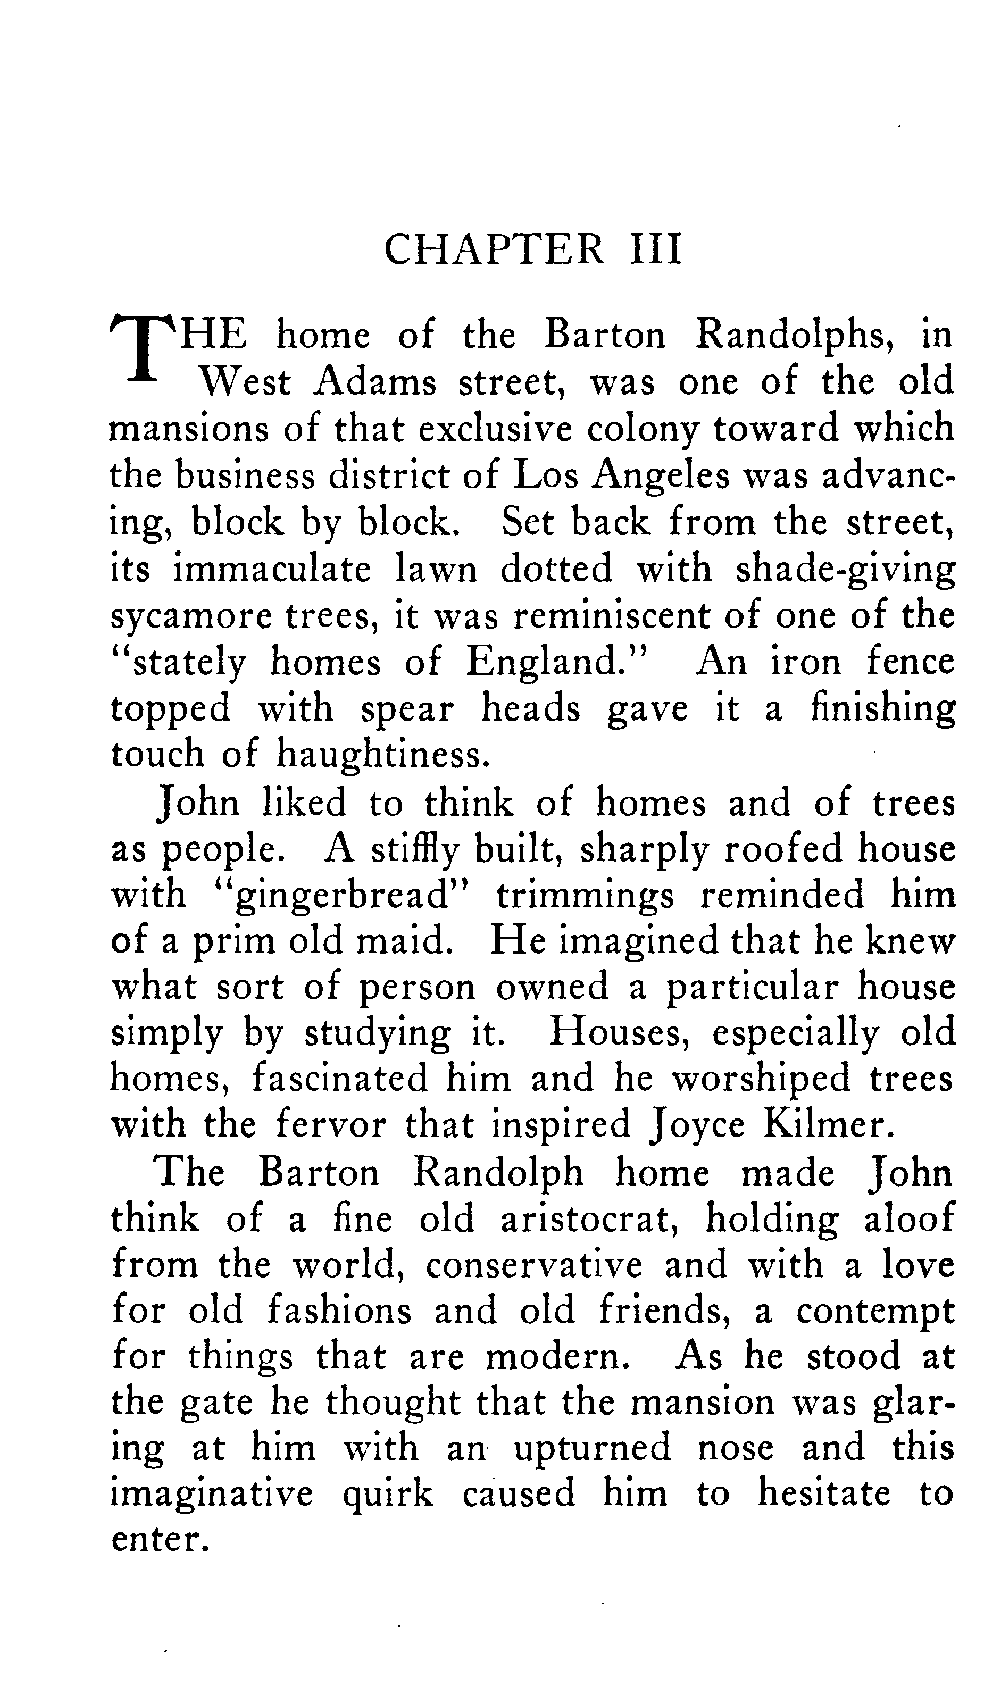 CHAPTER III
THE home of the Barton Randolphs, in
West Adams street, was one of the old
mansions of that exclusive colony toward which
the business district of Los Angeles was advanc-
ing, block by block. Set back from the street,
its immaculate lawn dotted with shade-giving
sycamore trees, it was reminiscent of one of the
“stately homes of England.” An iron fence
topped with spear heads gave it a finishing
touch of haughtiness.
John liked to think of homes and of trees
as people. A stiffly built, sharply roofed house
with “gingerbread” trimmings reminded him
of a prim old maid. He imagined that he knew
what sort of person owned a particular house
simply by studying it. Houses, especially old
homes, fascinated him and he worshiped trees
with the fervor that inspired Joyce Kilmer.
The Barton Randolph home made John
think of a fine old aristocrat, holding aloof
from the world, conservative and with a love
for old fashions and old friends, a contempt
for things that are modern. As he stood at
the gate he thought that the mansion was glar-
ing at him with an upturned nose and this
imaginative quirk caused him to hesitate to
enter.